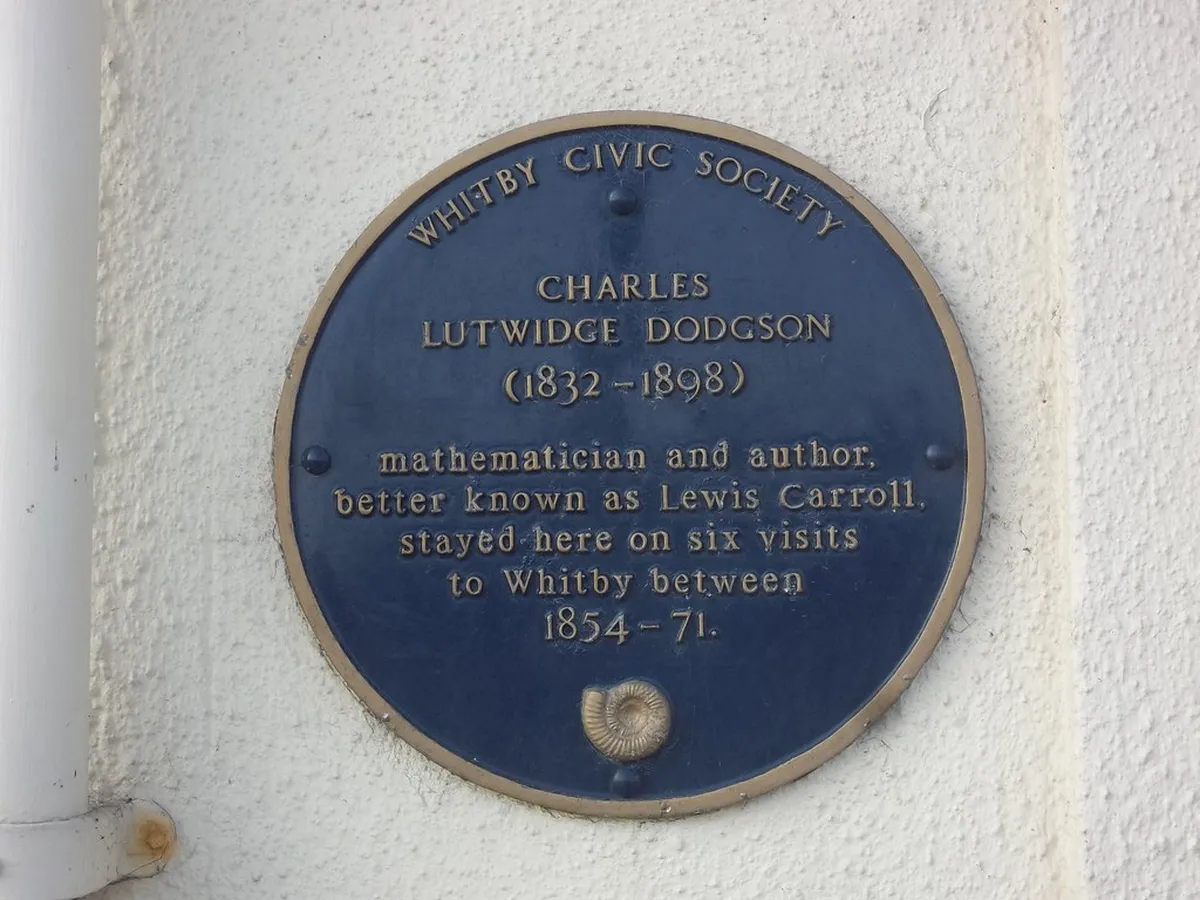 WHITBY CIVIC SOCIETY
CHARLES
LUTWIDGE DODGSON
(1832 – 1898)
mathematician and author,
better known as Lewis Carroll,
stayed here on six visits
to Whitby between
1854 – 71.